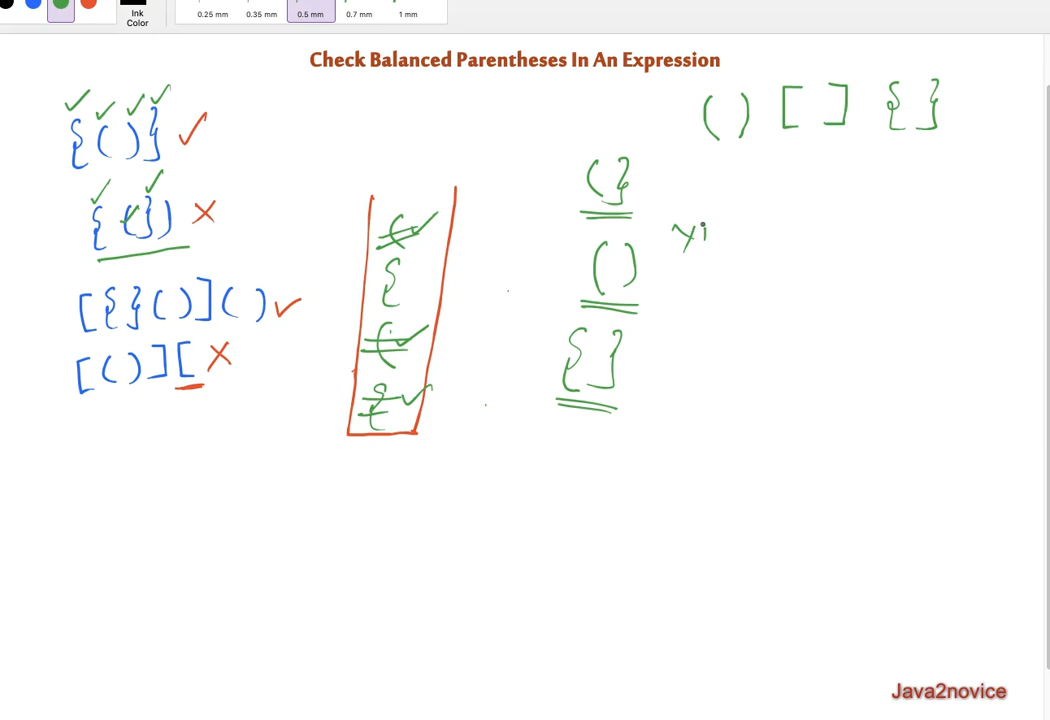 Ink Color
0.25 mm 0.35 mm 0.5 mm 0.7 mm 1 mm
Check Balanced Parentheses In An Expression
{()} ✓
() [] {}
{(}) ×
(}
()
[{}()]() ✓
{
{]
[()][ ×
Java2novice